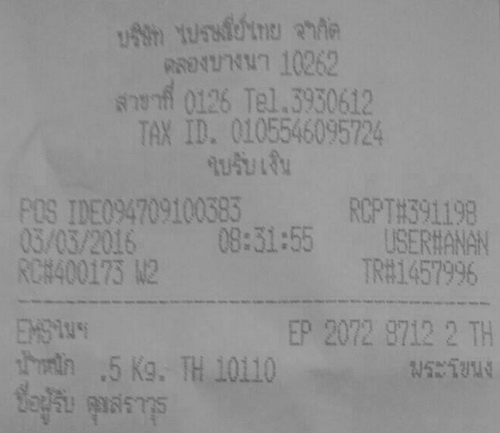 บริษัท ไปรษณีย์ไทย จำกัด
คลองบางนา 10262
สาขาที่ 0126 Tel.3930612
TAX ID. 0105546095724
ใบรับเงิน
POS IDE094709100383 RCPT#391198
03/03/2016 08:31:55 USER#ANAN
RC#400173 W2 TR#1457996
EMSในฯ EP 2072 8712 2 TH
น้ำหนัก .5 Kg. TH 10110 พระโขนง
ชื่อผู้รับ คุณสราวุธ